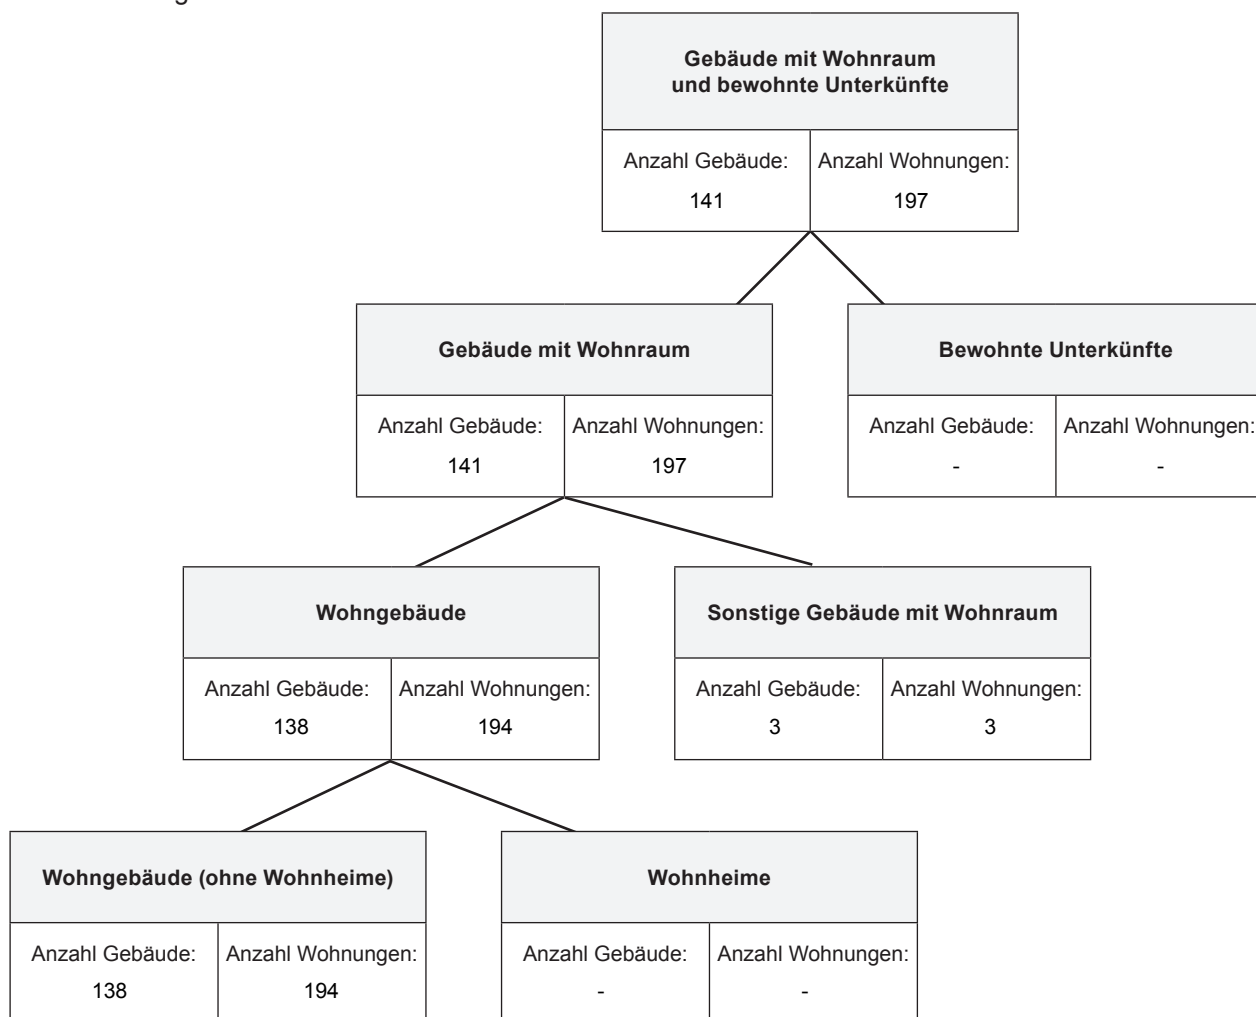 Gebäude mit Wohnraum
und bewohnte Unterkünfte
Anzahl Gebäude: Anzahl Wohnungen:
141 197
Gebäude mit Wohnraum
Anzahl Gebäude: Anzahl Wohnungen:
141 197
Bewohnte Unterkünfte
Anzahl Gebäude: Anzahl Wohnungen:
- -
Wohngebäude
Anzahl Gebäude: Anzahl Wohnungen:
138 194
Sonstige Gebäude mit Wohnraum
Anzahl Gebäude: Anzahl Wohnungen:
3 3
Wohngebäude (ohne Wohnheime)
Anzahl Gebäude: Anzahl Wohnungen:
138 194
Wohnheime
Anzahl Gebäude: Anzahl Wohnungen:
- -